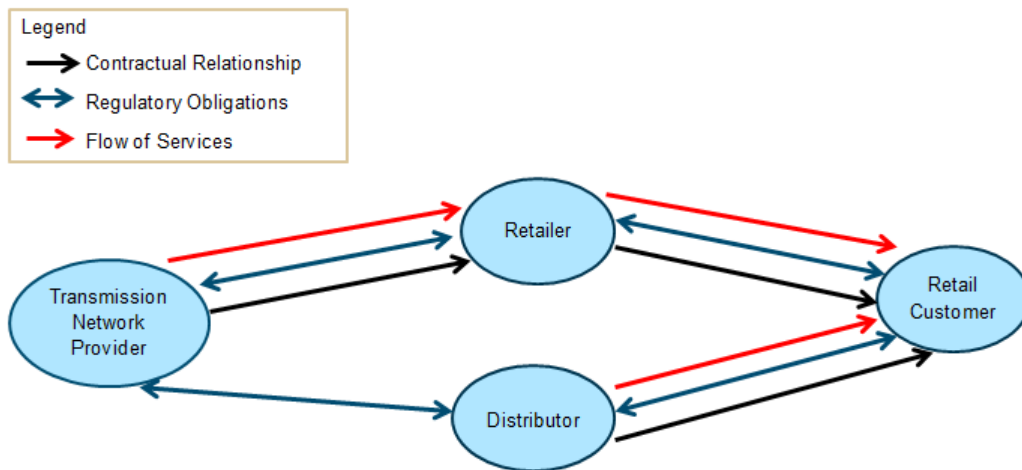 Legend
Contractual Relationship
Regulatory Obligations
Flow of Services
Retailer
Transmission
Network
Provider
Retail
Customer
Distributor